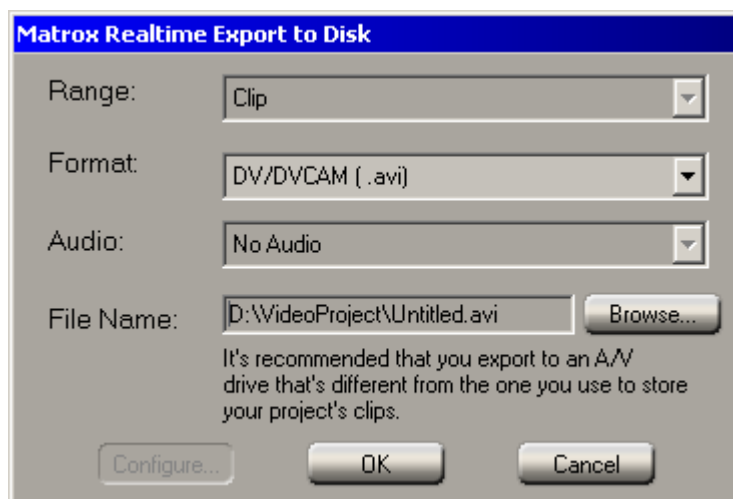 Matrox Realtime Export to Disk
Range: Clip
Format: DV/DVCAM ( .avi)
Audio: No Audio
File Name: D:\VideoProject\Untitled.avi Browse...
It's recommended that you export to an A/V
drive that's different from the one you use to store
your project's clips.
Configure... OK Cancel